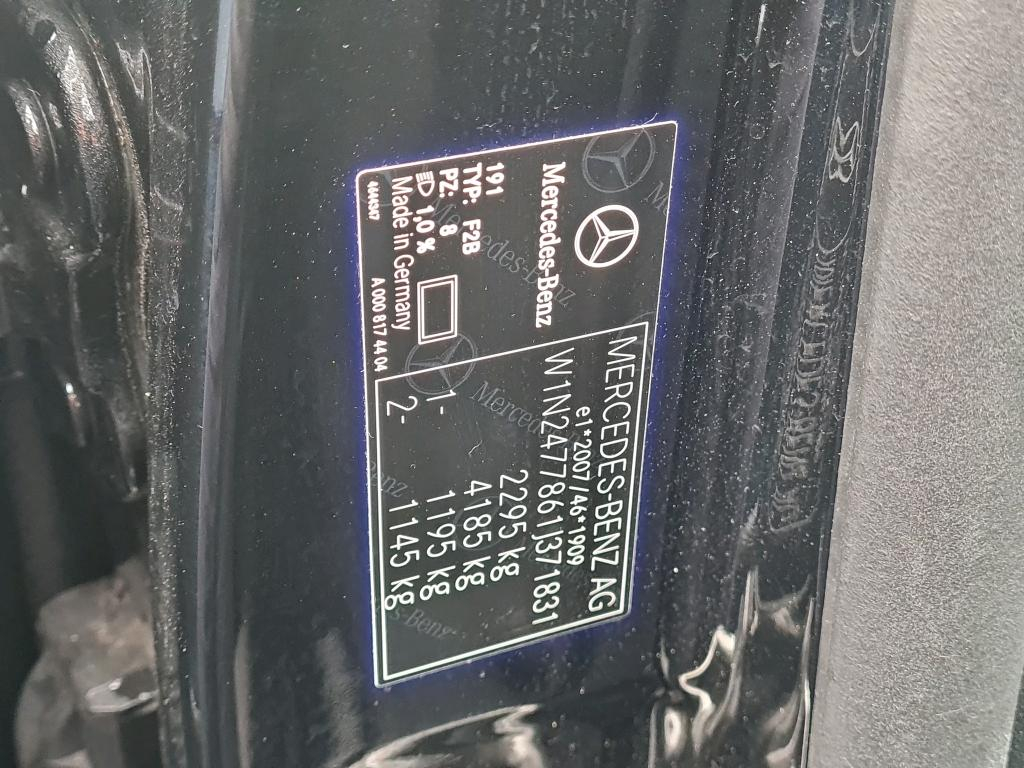 Mercedes-Benz
191
TYP: F2B
PZ: 8
1,0 %
Made in Germany
A 000 817 44 04
MERCEDES-BENZ AG
e1*2007/46*1909
W1N2477861J371831
2295 kg
4185 kg
1- 1195 kg
2- 1145 kg